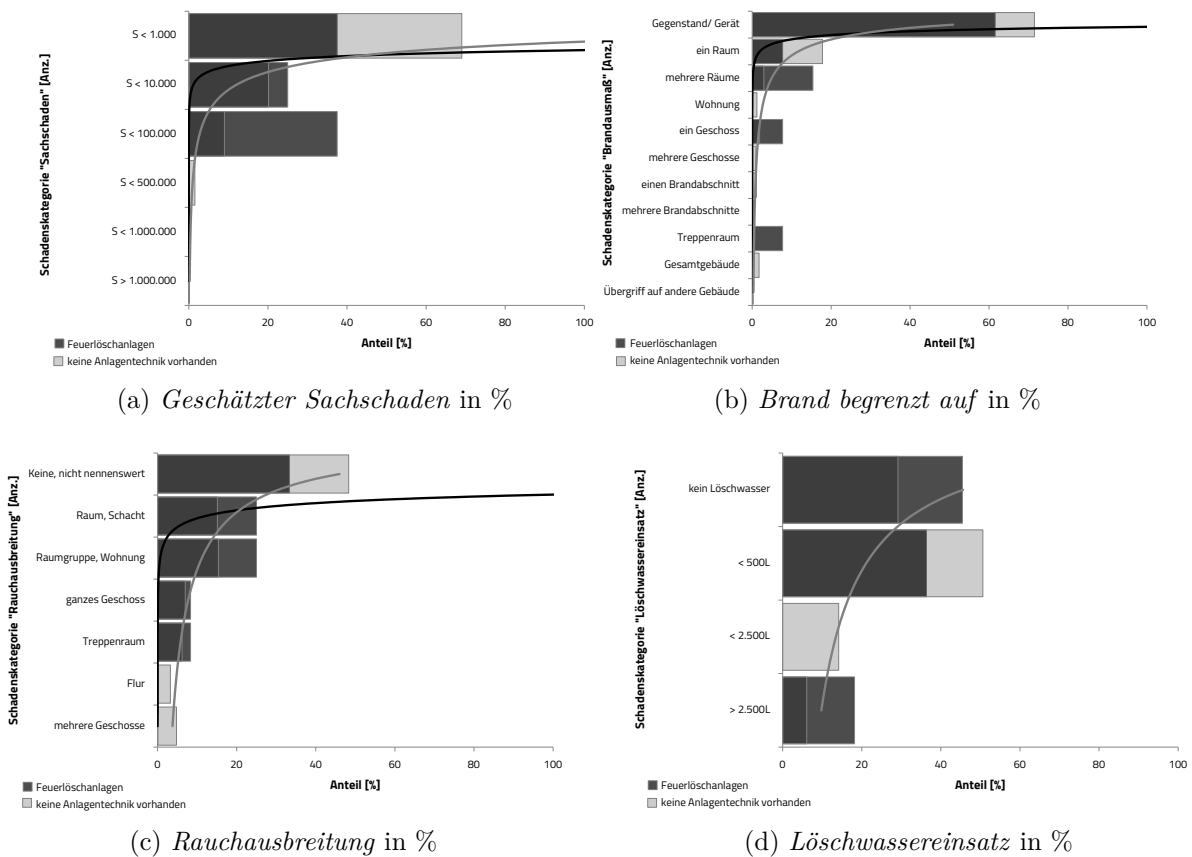 Schadenskategorie "Sachschaden" [Anz.]
S < 1.000
S < 10.000
S < 100.000
S < 500.000
S < 1.000.000
S > 1.000.000
0 20 40 60 80 100
Anteil [%]
Feuerlöschanlagen
keine Anlagentechnik vorhanden
(a) Geschätzter Sachschaden in %
Schadenskategorie "Brandausmaß" [Anz.]
Gegenstand/ Gerät
ein Raum
mehrere Räume
Wohnung
ein Geschoss
mehrere Geschosse
einen Brandabschnitt
mehrere Brandabschnitte
Treppenraum
Gesamtgebäude
Übergriff auf andere Gebäude
0 20 40 60 80 100
Anteil [%]
Feuerlöschanlagen
keine Anlagentechnik vorhanden
(b) Brand begrenzt auf in %
Schadenskategorie "Rauchausbreitung" [Anz.]
Keine, nicht nennenswert
Raum, Schacht
Raumgruppe, Wohnung
ganzes Geschoss
Treppenraum
Flur
mehrere Geschosse
0 20 40 60 80 100
Anteil [%]
Feuerlöschanlagen
keine Anlagentechnik vorhanden
(c) Rauchausbreitung in %
Schadenskategorie "Löschwassereinsatz" [Anz.]
kein Löschwasser
< 500L
< 2.500L
> 2.500L
0 20 40 60 80 100
Anteil [%]
Feuerlöschanlagen
keine Anlagentechnik vorhanden
(d) Löschwassereinsatz in %